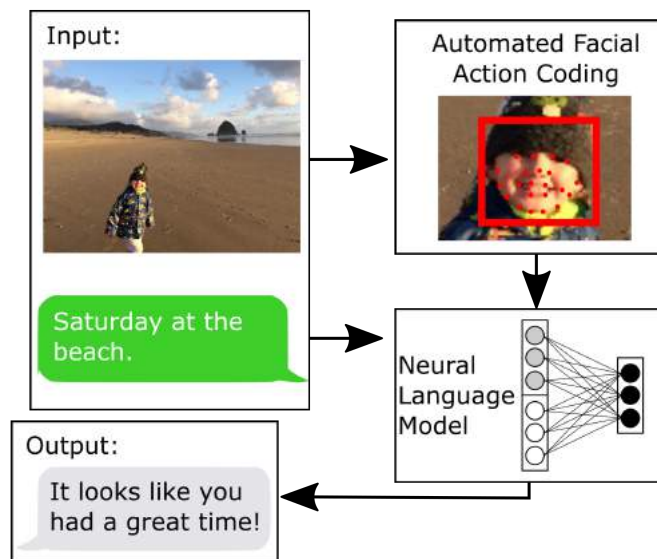 Input:
Automated Facial
Action Coding
Saturday at the
beach.
Neural
Language
Model
Output:
It looks like you
had a great time!